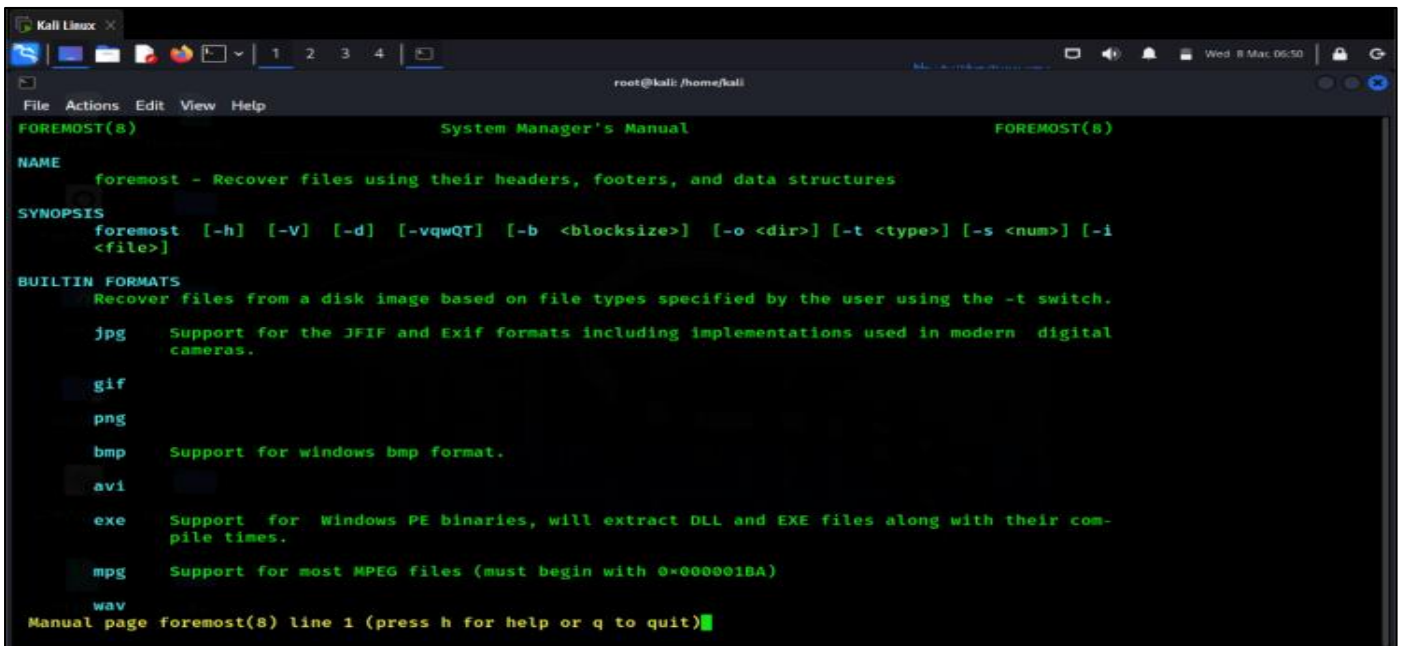 Kali Linux
1 2 3 4
Wed 8 Mac 06:50
root@kali: /home/kali
File Actions Edit View Help
FOREMOST(8) System Manager's Manual FOREMOST(8)
NAME
foremost - Recover files using their headers, footers, and data structures
SYNOPSIS
foremost [-h] [-V] [-d] [-vqwQT] [-b <blocksize>] [-o <dir>] [-t <type>] [-s <num>] [-i
<file>]
BUILTIN FORMATS
Recover files from a disk image based on file types specified by the user using the -t switch.
jpg Support for the JFIF and Exif formats including implementations used in modern digital
cameras.
gif
png
bmp Support for windows bmp format.
avi
exe Support for Windows PE binaries, will extract DLL and EXE files along with their com-
pile times.
mpg Support for most MPEG files (must begin with 0×000001BA)
wav
Manual page foremost(8) line 1 (press h for help or q to quit)